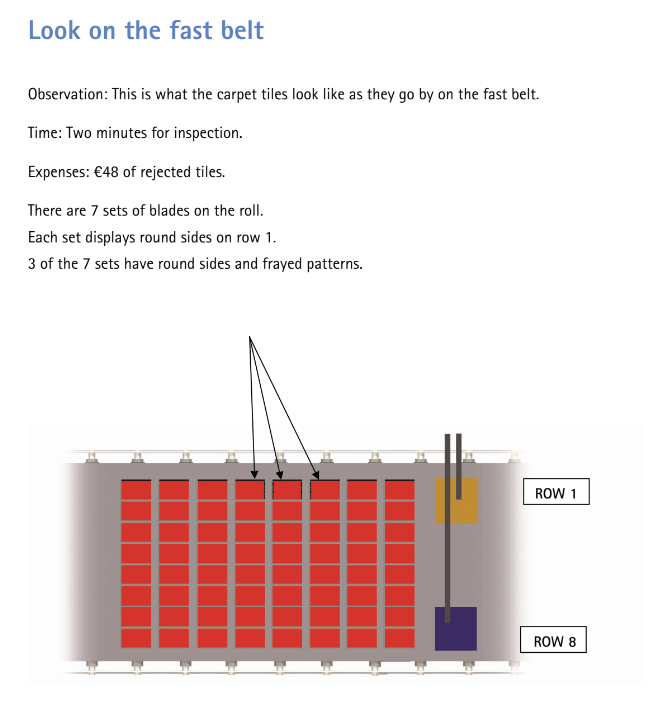 Look on the fast belt
Observation: This is what the carpet tiles look like as they go by on the fast belt.
Time: Two minutes for inspection.
Expenses: €48 of rejected tiles.
There are 7 sets of blades on the roll.
Each set displays round sides on row 1.
3 of the 7 sets have round sides and frayed patterns.
ROW 1
ROW 8